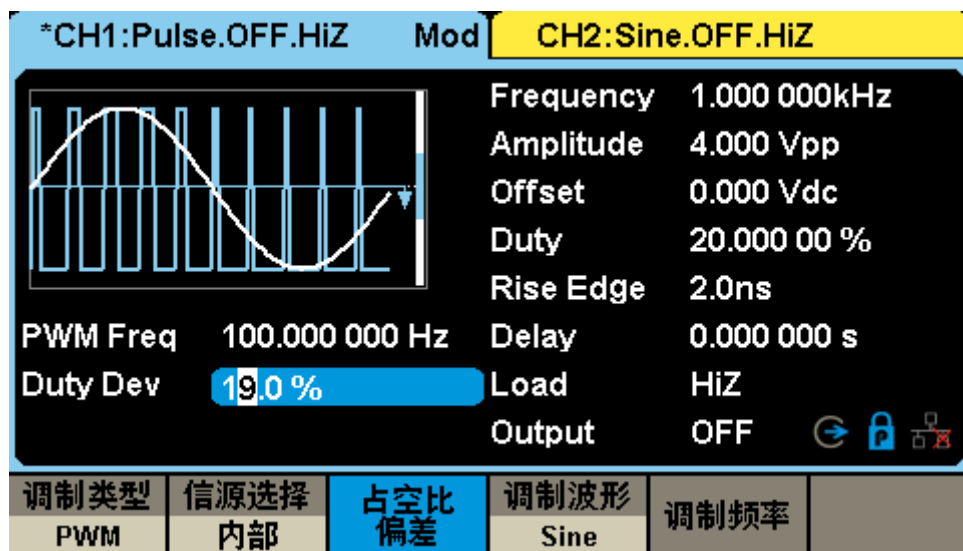 *CH1:Pulse.OFF.HiZ Mod CH2:Sine.OFF.HiZ
Frequency 1.000 000kHz
Amplitude 4.000 Vpp
Offset 0.000 Vdc
Duty 20.000 00 %
Rise Edge 2.0ns
PWM Freq 100.000 000 Hz Delay 0.000 000 s
Duty Dev 19.0 % Load HiZ
Output OFF P
调制类型 信源选择 占空比 调制波形 调制频率
PWM 内部 偏差 Sine